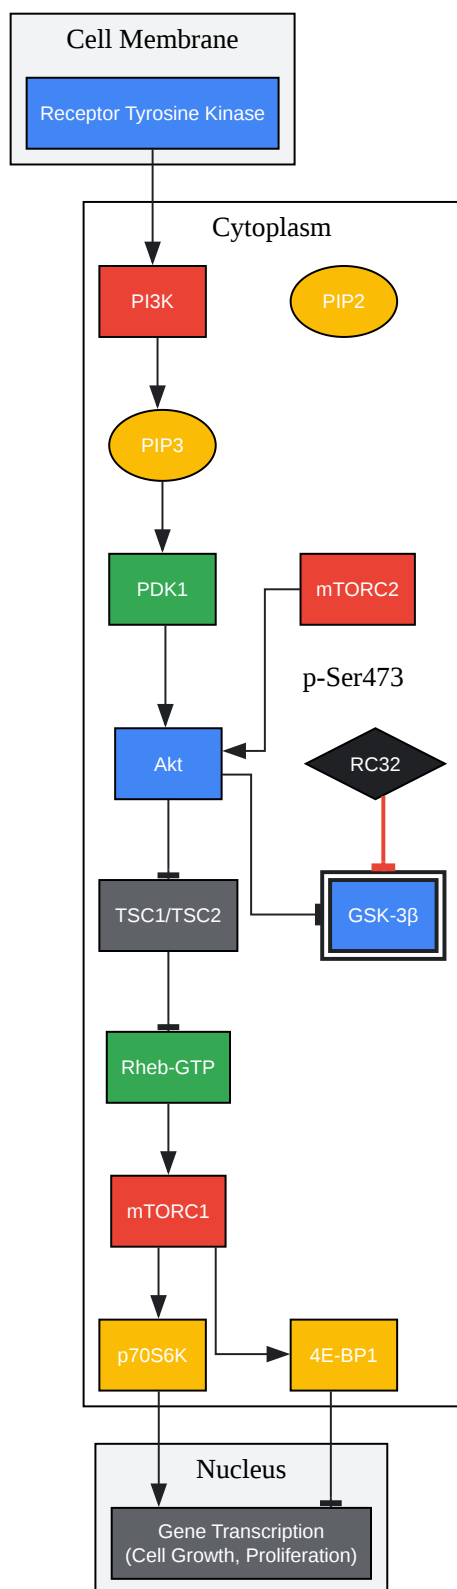 Cell Membrane
Receptor Tyrosine Kinase
Cytoplasm
PI3K
PIP2
PIP3
PDK1
mTORC2
p-Ser473
Akt
RC32
TSC1/TSC2
GSK-3β
Rheb-GTP
mTORC1
p70S6K
4E-BP1
Nucleus
Gene Transcription
(Cell Growth, Proliferation)